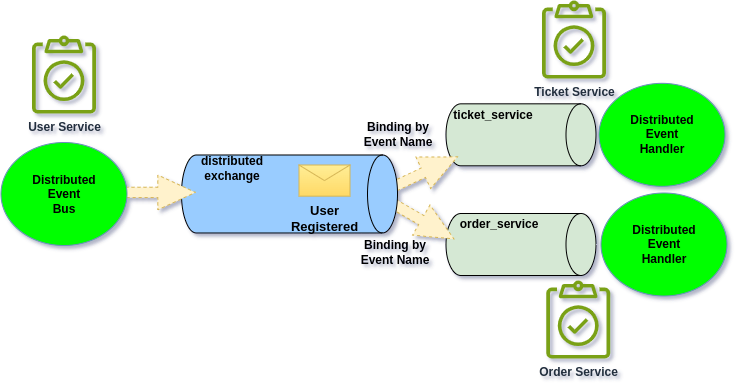 User Service
Distributed
Event
Bus
distributed
exchange
User
Registered
Binding by
Event Name
Binding by
Event Name
Ticket Service
ticket_service
Distributed
Event
Handler
order_service
Distributed
Event
Handler
Order Service